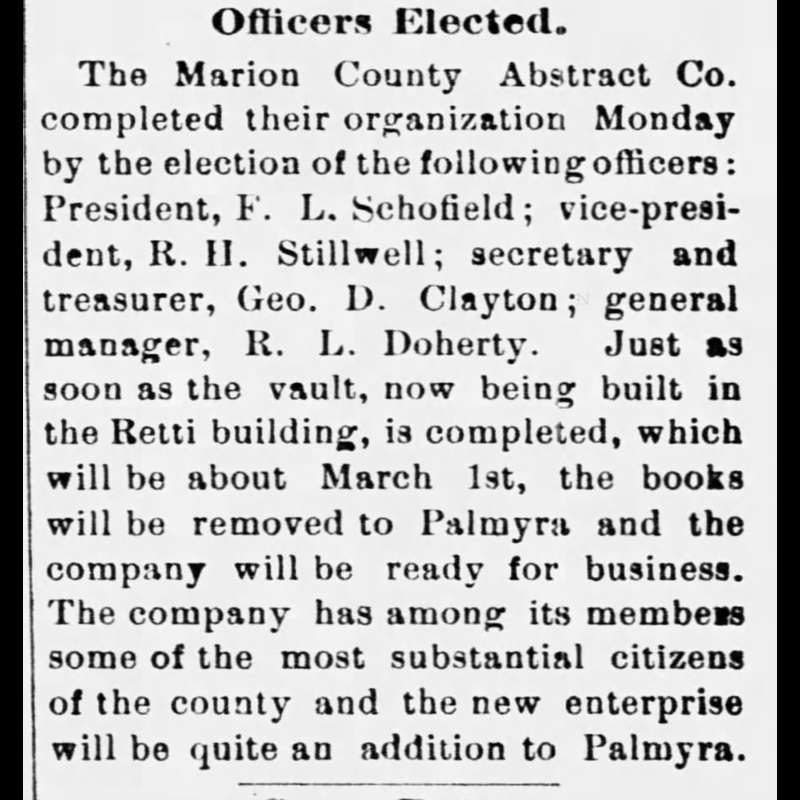 Officers Elected.
The Marion County Abstract Co.
completed their organization Monday
by the election of the following officers:
President, F. L. Schofield; vice-presi-
dent, R. H. Stillwell; secretary and
treasurer, Geo. D. Clayton; general
manager, R. L. Doherty. Just as
soon as the vault, now being built in
the Retti building, is completed, which
will be about March 1st, the books
will be removed to Palmyra and the
company will be ready for business.
The company has among its members
some of the most substantial citizens
of the county and the new enterprise
will be quite an addition to Palmyra.